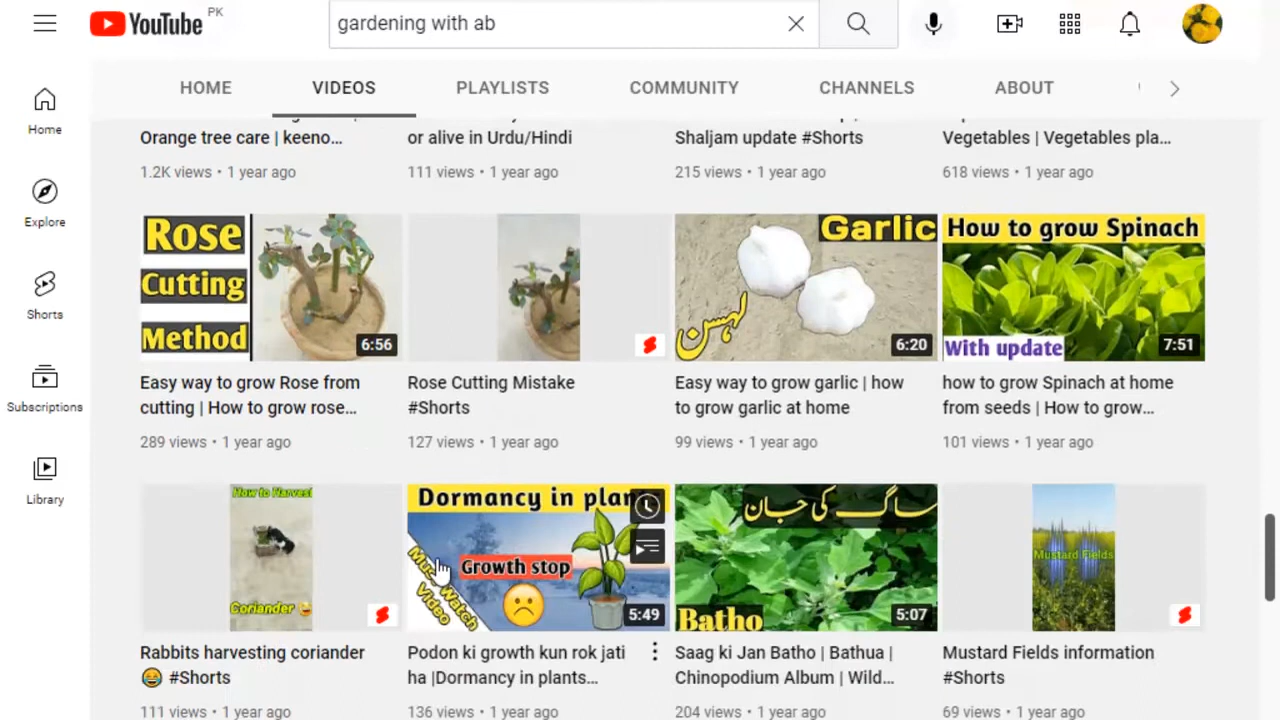 YouTube PK
gardening with ab
HOME VIDEOS PLAYLISTS COMMUNITY CHANNELS ABOUT
Home
Explore
Shorts
Subscriptions
Library
Orange tree care | keeno...
1.2K views • 1 year ago
or alive in Urdu/Hindi
111 views • 1 year ago
Shaljam update #Shorts
215 views • 1 year ago
Vegetables | Vegetables pla...
618 views • 1 year ago
Rose
Cutting
Method
6:56
Easy way to grow Rose from
cutting | How to grow rose...
289 views • 1 year ago
Rose Cutting Mistake
#Shorts
127 views • 1 year ago
Garlic
لہسن
6:20
Easy way to grow garlic | how
to grow garlic at home
99 views • 1 year ago
How to grow Spinach
With update
7:51
how to grow Spinach at home
from seeds | How to grow...
101 views • 1 year ago
How to Harvest
Coriander
Rabbits harvesting coriander
😂 #Shorts
111 views • 1 year ago
Dormancy in plan
Growth stop
Must Watch
Video
5:49
Podon ki growth kun rok jati
ha |Dormancy in plants...
136 views • 1 year ago
ساگ کی جان
Batho
5:07
Saag ki Jan Batho | Bathua |
Chinopodium Album | Wild...
204 views • 1 year ago
Mustard Fields
Mustard Fields information
#Shorts
69 views • 1 year ago